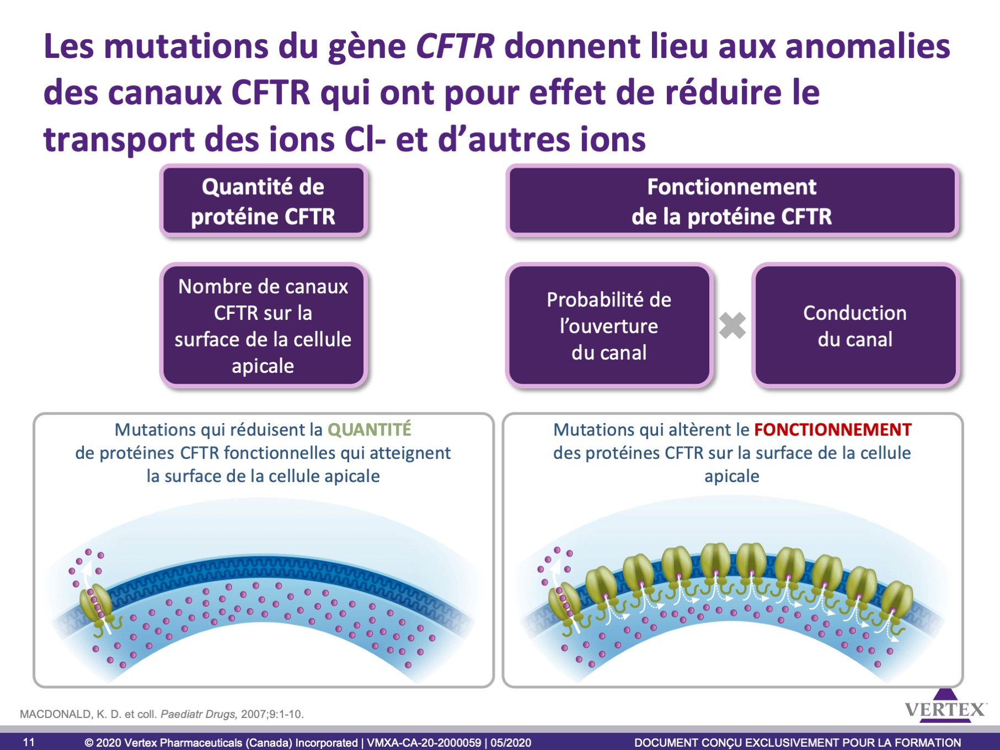 Les mutations du gène CFTR donnent lieu aux anomalies
des canaux CFTR qui ont pour effet de réduire le
transport des ions Cl- et d’autres ions
Quantité de
protéine CFTR
Fonctionnement
de la protéine CFTR
Nombre de canaux
CFTR sur la
surface de la cellule
apicale
Probabilité de
l’ouverture
du canal
Conduction
du canal
Mutations qui réduisent la QUANTITÉ
de protéines CFTR fonctionnelles qui atteignent
la surface de la cellule apicale
Mutations qui altèrent le FONCTIONNEMENT
des protéines CFTR sur la surface de la cellule
apicale
MACDONALD, K. D. et coll. Paediatr Drugs, 2007;9:1-10.
VERTEX
11
© 2020 Vertex Pharmaceuticals (Canada) Incorporated | VMXA-CA-20-2000059 | 05/2020
DOCUMENT CONÇU EXCLUSIVEMENT POUR LA FORMATION